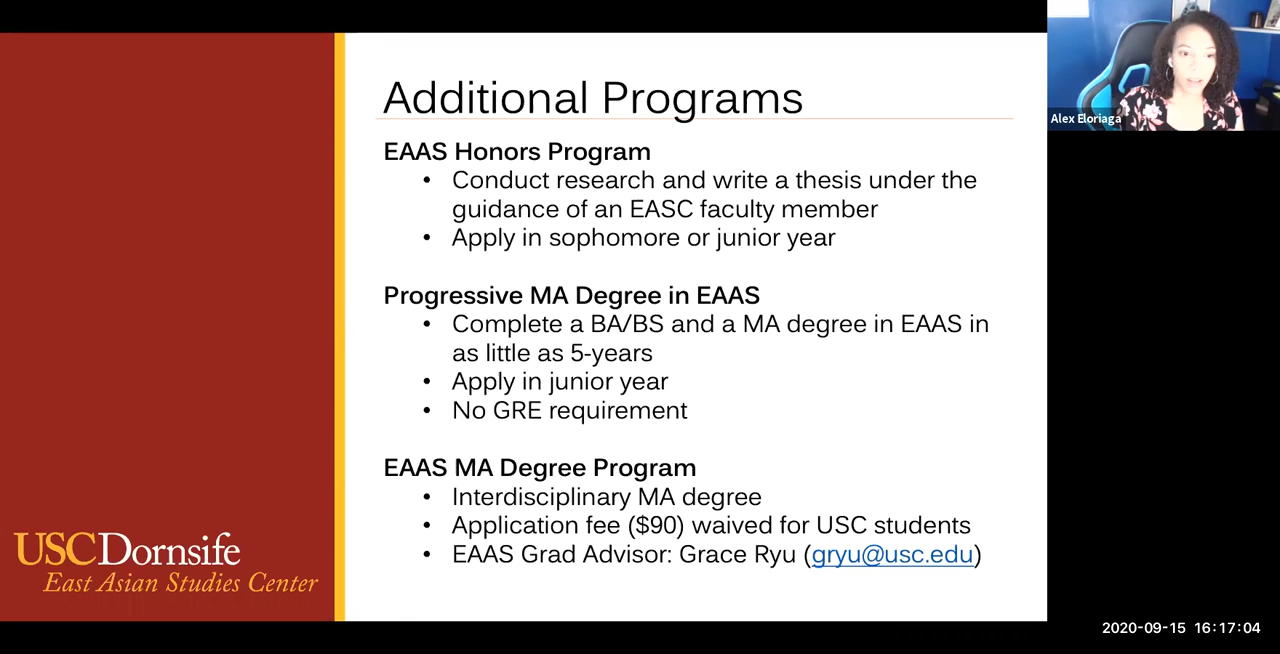 Additional Programs
EAAS Honors Program
• Conduct research and write a thesis under the
guidance of an EASC faculty member
• Apply in sophomore or junior year
Progressive MA Degree in EAAS
• Complete a BA/BS and a MA degree in EAAS in
as little as 5-years
• Apply in junior year
• No GRE requirement
EAAS MA Degree Program
• Interdisciplinary MA degree
• Application fee ($90) waived for USC students
• EAAS Grad Advisor: Grace Ryu (gryu@usc.edu)
USCDornsife
East Asian Studies Center
Alex Eloriaga
2020-09-15 16:17:04